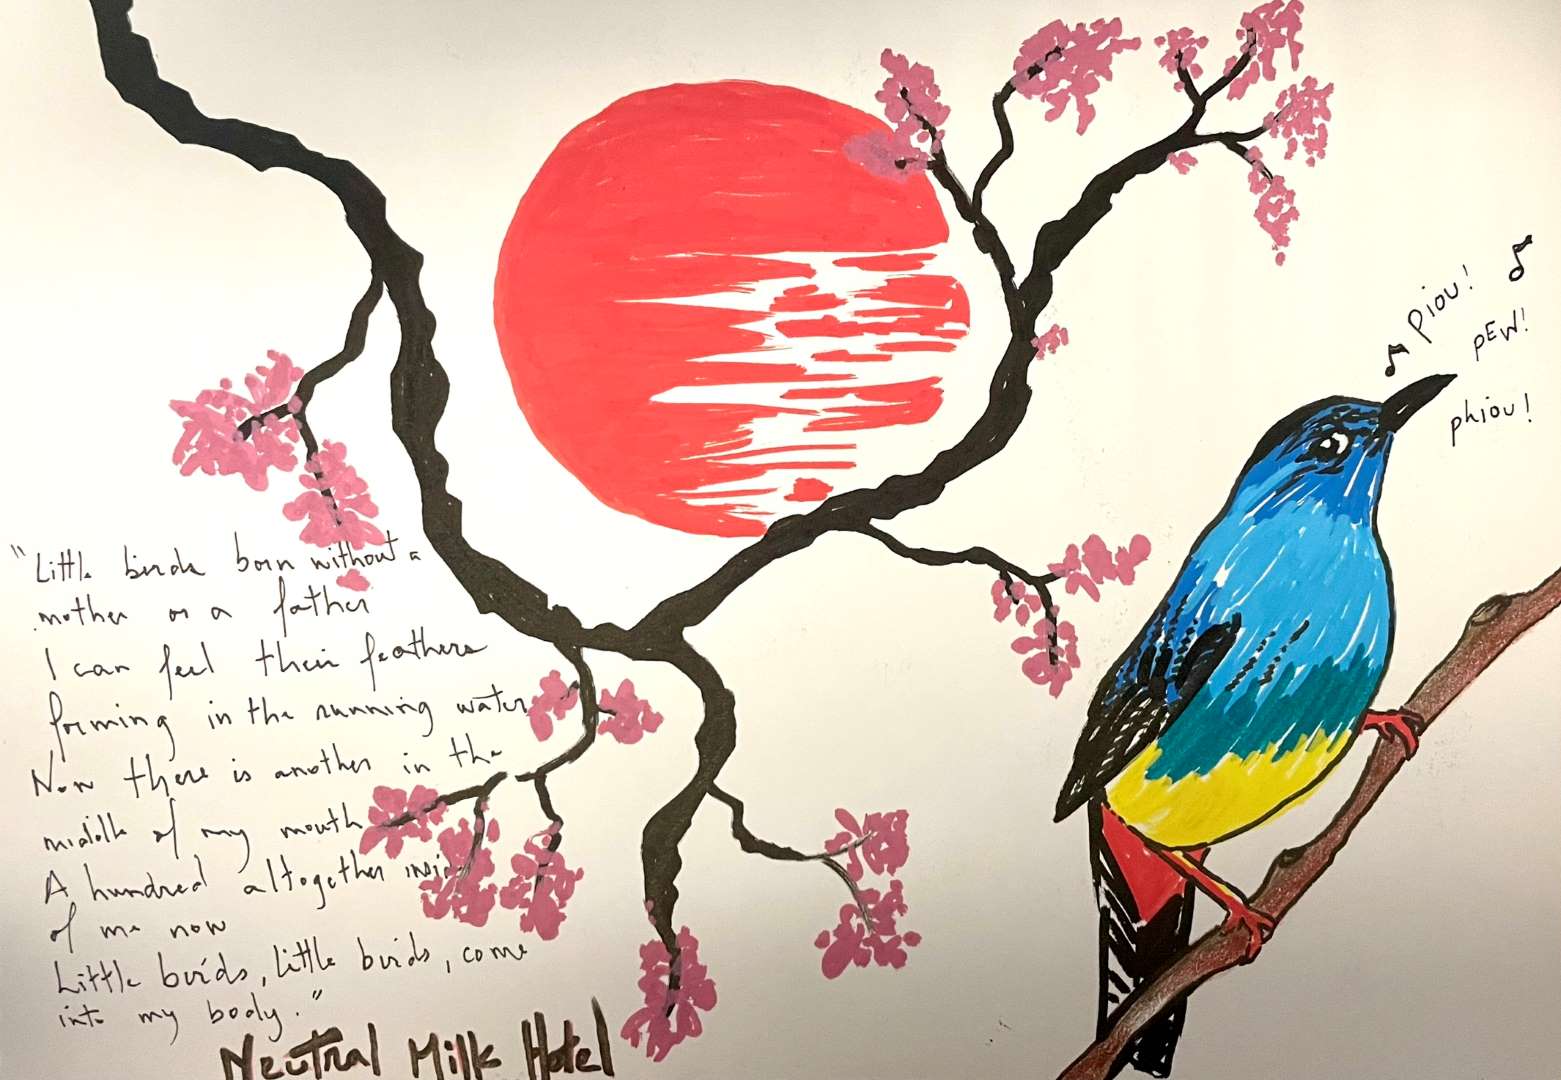 "Little birds born without a
mother or a father
I can feel their feathers
forming in the running water
Now there is another in the
middle of my mouth
A hundred altogether inside
of me now
Little birds, little birds, come
into my body."
Neutral Milk Hotel
Piou!
pEW!
phiou!